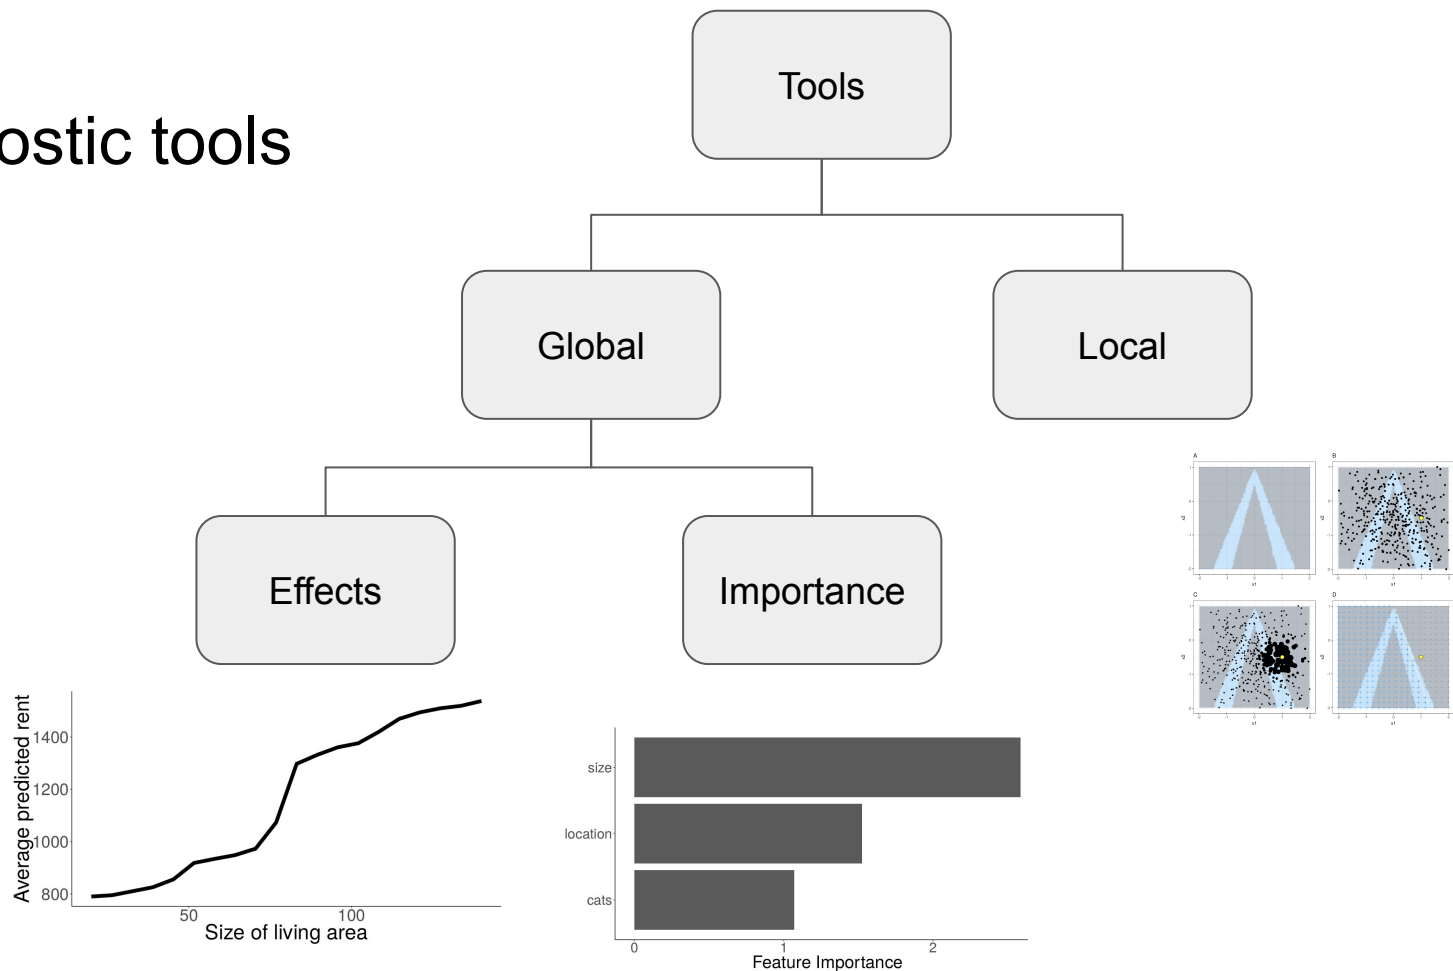 ostic tools
Tools
Global
Local
Effects
Importance
Average predicted rent
1400
1200
1000
800
50
100
Size of living area
size
location
cats
0
1
2
Feature Importance
A
B
C
D